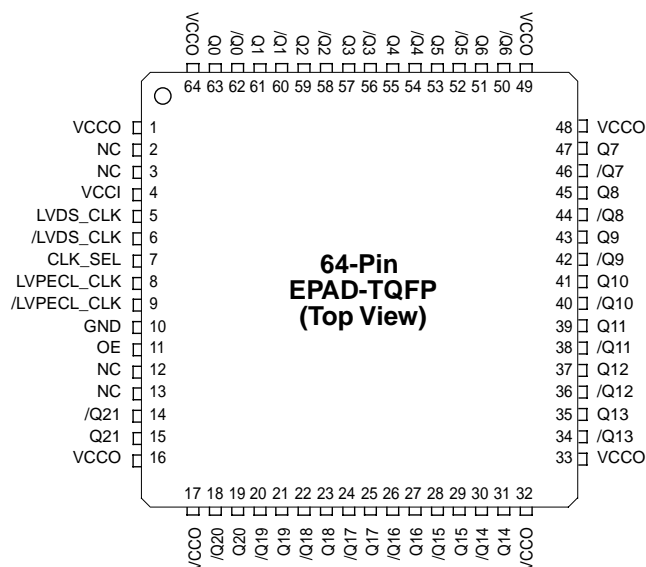 VCCO Q0 /Q0 Q1 /Q1 Q2 /Q2 Q3 /Q3 Q4 /Q4 Q5 /Q5 Q6 /Q6 VCCO
64 63 62 61 60 59 58 57 56 55 54 53 52 51 50 49
VCCO 1
NC 2
NC 3
VCCI 4
LVDS_CLK 5
/LVDS_CLK 6
CLK_SEL 7
LVPECL_CLK 8
/LVPECL_CLK 9
GND 10
OE 11
NC 12
NC 13
/Q21 14
Q21 15
VCCO 16
64-Pin
EPAD-TQFP
(Top View)
48 VCCO
47 Q7
46 /Q7
45 Q8
44 /Q8
43 Q9
42 /Q9
41 Q10
40 /Q10
39 Q11
38 /Q11
37 Q12
36 /Q12
35 Q13
34 /Q13
33 VCCO
17 18 19 20 21 22 23 24 25 26 27 28 29 30 31 32
VCCO /Q20 Q20 /Q19 Q19 /Q18 Q18 /Q17 Q17 /Q16 Q16 /Q15 Q15 /Q14 Q14 VCCO